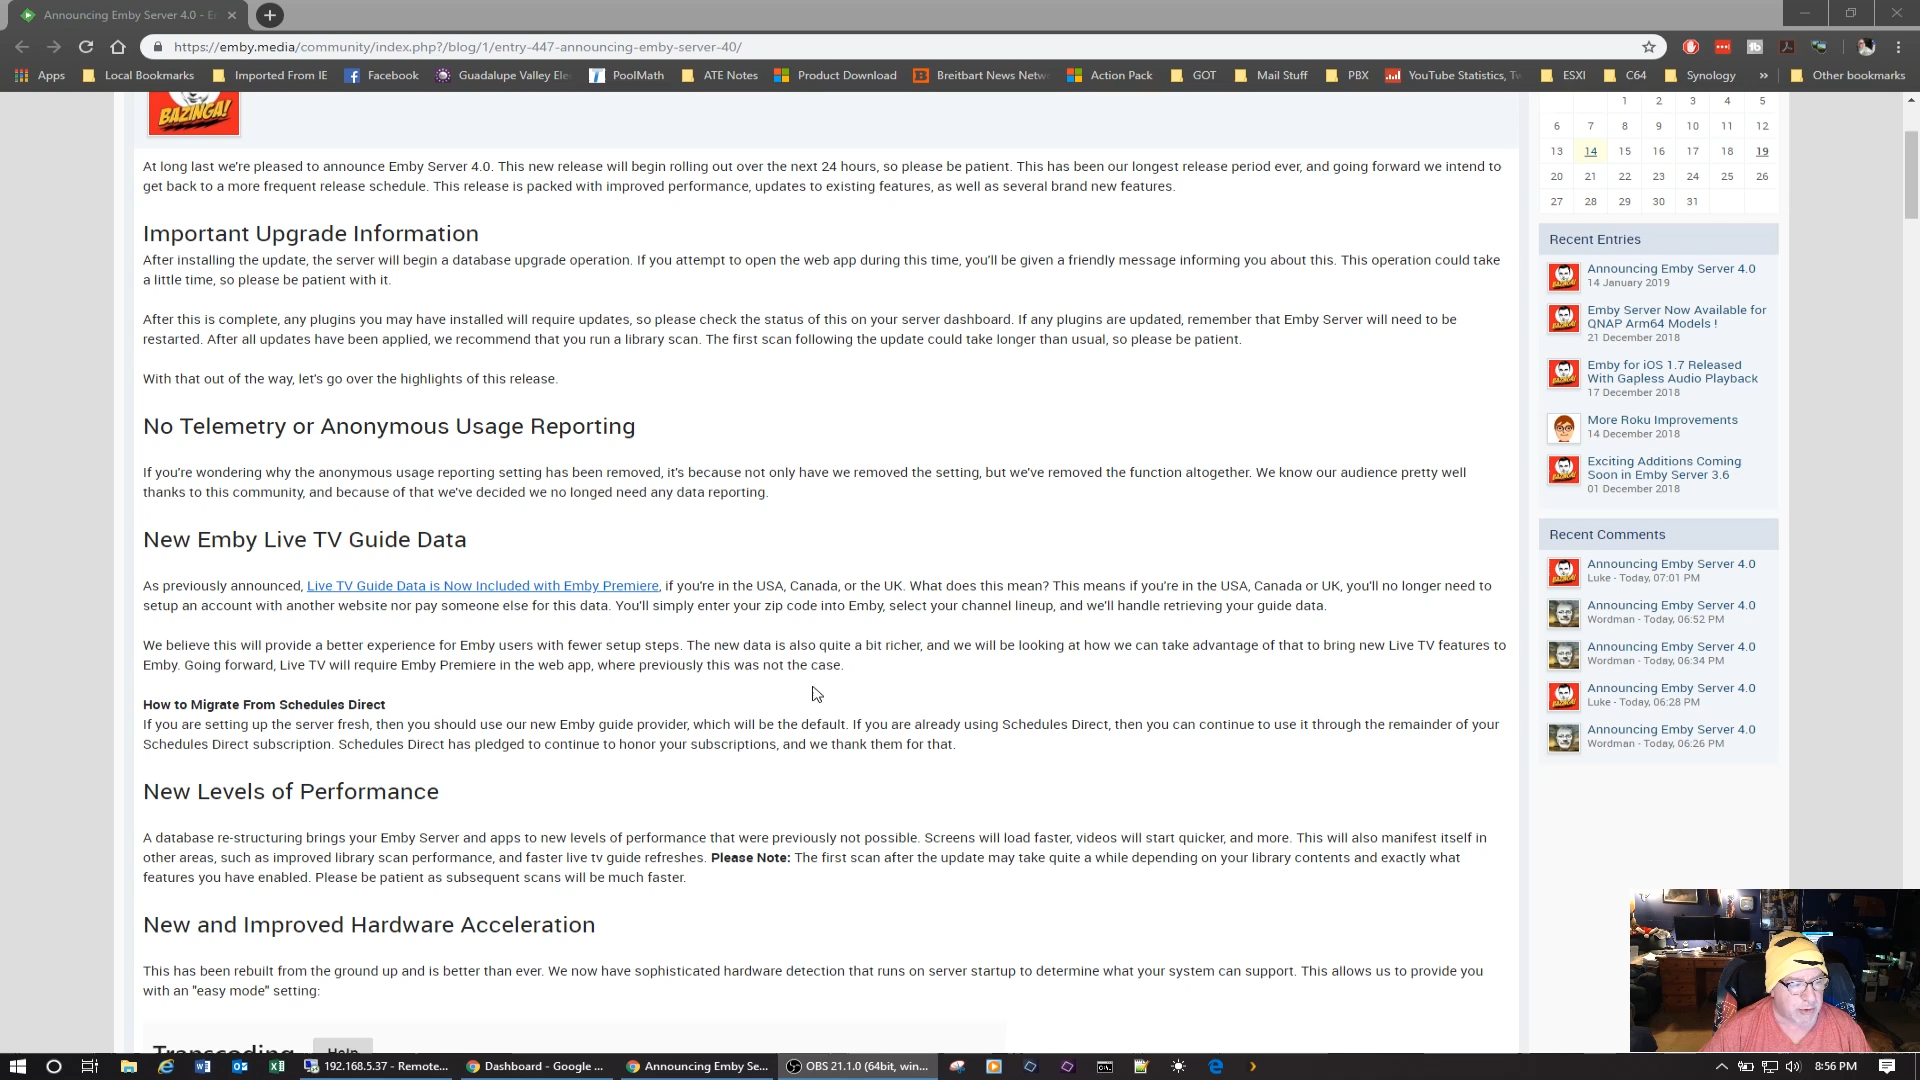 Announcing Emby Server 4.0 - E
https://emby.media/community/index.php?/blog/1/entry-447-announcing-emby-server-40/
Apps Local Bookmarks Imported From IE Facebook Guadalupe Valley Ele PoolMath ATE Notes Product Download Breitbart News Netw Action Pack GOT Mail Stuff PBX YouTube Statistics, Tw ESXI C64 Synology » Other bookmarks
BAZINGA!
At long last we're pleased to announce Emby Server 4.0. This new release will begin rolling out over the next 24 hours, so please be patient. This has been our longest release period ever, and going forward we intend to
get back to a more frequent release schedule. This release is packed with improved performance, updates to existing features, as well as several brand new features.
Important Upgrade Information
After installing the update, the server will begin a database upgrade operation. If you attempt to open the web app during this time, you'll be given a friendly message informing you about this. This operation could take
a little time, so please be patient with it.
After this is complete, any plugins you may have installed will require updates, so please check the status of this on your server dashboard. If any plugins are updated, remember that Emby Server will need to be
restarted. After all updates have been applied, we recommend that you run a library scan. The first scan following the update could take longer than usual, so please be patient.
With that out of the way, let's go over the highlights of this release.
No Telemetry or Anonymous Usage Reporting
If you're wondering why the anonymous usage reporting setting has been removed, it's because not only have we removed the setting, but we've removed the function altogether. We know our audience pretty well
thanks to this community, and because of that we've decided we no longed need any data reporting.
New Emby Live TV Guide Data
As previously announced, Live TV Guide Data is Now Included with Emby Premiere, if you're in the USA, Canada, or the UK. What does this mean? This means if you're in the USA, Canada or UK, you'll no longer need to
setup an account with another website nor pay someone else for this data. You'll simply enter your zip code into Emby, select your channel lineup, and we'll handle retrieving your guide data.
We believe this will provide a better experience for Emby users with fewer setup steps. The new data is also quite a bit richer, and we will be looking at how we can take advantage of that to bring new Live TV features to
Emby. Going forward, Live TV will require Emby Premiere in the web app, where previously this was not the case.
How to Migrate From Schedules Direct
If you are setting up the server fresh, then you should use our new Emby guide provider, which will be the default. If you are already using Schedules Direct, then you can continue to use it through the remainder of your
Schedules Direct subscription. Schedules Direct has pledged to continue to honor your subscriptions, and we thank them for that.
New Levels of Performance
A database re-structuring brings your Emby Server and apps to new levels of performance that were previously not possible. Screens will load faster, videos will start quicker, and more. This will also manifest itself in
other areas, such as improved library scan performance, and faster live tv guide refreshes. Please Note: The first scan after the update may take quite a while depending on your library contents and exactly what
features you have enabled. Please be patient as subsequent scans will be much faster.
New and Improved Hardware Acceleration
This has been rebuilt from the ground up and is better than ever. We now have sophisticated hardware detection that runs on server startup to determine what your system can support. This allows us to provide you
with an "easy mode" setting:
Transcoding Help
1 2 3 4 5
6 7 8 9 10 11 12
13 14 15 16 17 18 19
20 21 22 23 24 25 26
27 28 29 30 31
Recent Entries
Announcing Emby Server 4.0
14 January 2019
Emby Server Now Available for
QNAP Arm64 Models !
21 December 2018
Emby for iOS 1.7 Released
With Gapless Audio Playback
17 December 2018
More Roku Improvements
14 December 2018
Exciting Additions Coming
Soon in Emby Server 3.6
01 December 2018
Recent Comments
Announcing Emby Server 4.0
Luke - Today, 07:01 PM
Announcing Emby Server 4.0
Wordman - Today, 06:52 PM
Announcing Emby Server 4.0
Wordman - Today, 06:34 PM
Announcing Emby Server 4.0
Luke - Today, 06:28 PM
Announcing Emby Server 4.0
Wordman - Today, 06:26 PM
192.168.5.37 - Remote... Dashboard - Google ... Announcing Emby Se... OBS 21.1.0 (64bit, win... 8:56 PM